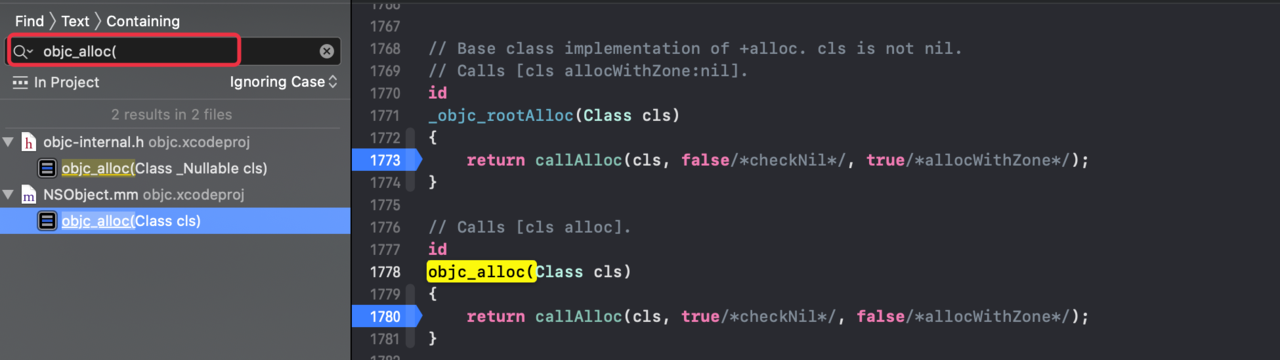 Find 〉 Text 〉 Containing
objc_alloc(
In Project
Ignoring Case
2 results in 2 files
h objc-internal.h objc.xcodeproj
objc_alloc(Class _Nullable cls)
m NSObject.mm objc.xcodeproj
objc_alloc(Class cls)
1766
1767
1768 // Base class implementation of +alloc. cls is not nil.
1769 // Calls [cls allocWithZone:nil].
1770 id
1771 _objc_rootAlloc(Class cls)
1772 {
1773     return callAlloc(cls, false/*checkNil*/, true/*allocWithZone*/);
1774 }
1775
1776 // Calls [cls alloc].
1777 id
1778 objc_alloc(Class cls)
1779 {
1780     return callAlloc(cls, true/*checkNil*/, false/*allocWithZone*/);
1781 }
1782